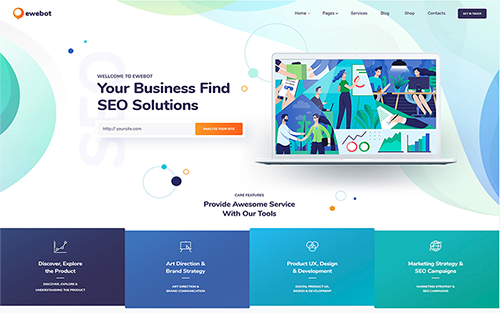 ewebot
Home Pages Services Blog Shop Contacts GET IN TOUCH
SEO
WELLCOME TO EWEBOT
Your Business Find
SEO Solutions
http:// yoursite.com ANALYZE YOUR SITE
CORE FEATURES
Provide Awesome Service
With Our Tools
Discover, Explore
the Product
DISCOVER, EXPLORE &
UNDERSTANDING THE PRODUCT
Art Direction &
Brand Strategy
ART DIRECTION &
BRAND COMMUNICATION
Product UX, Design
& Development
DIGITAL PRODUCT UX,
DESIGN & DEVELOPMENT
Marketing Strategy &
SEO Campaigns
MARKETING STRATEGY &
SEO CAMPAIGNS